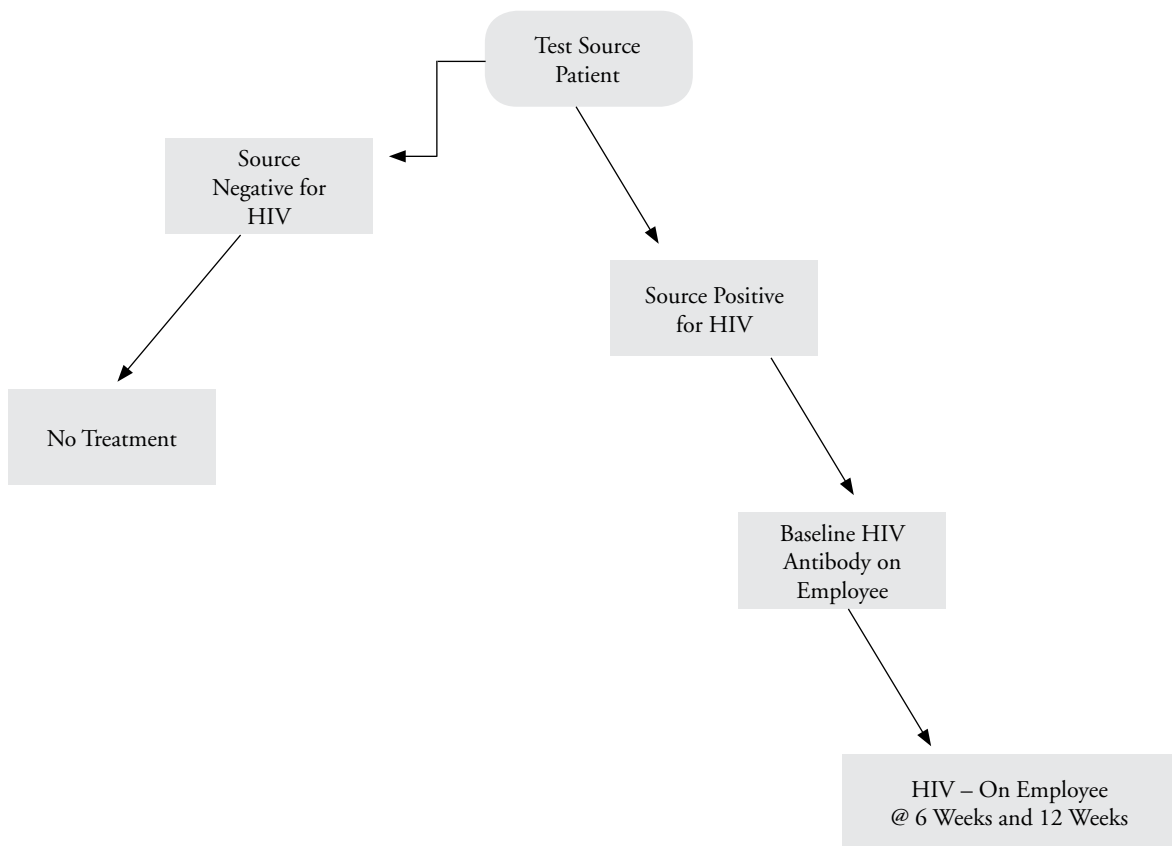 Test Source
Patient
Source
Negative for
HIV
Source Positive
for HIV
No Treatment
Baseline HIV
Antibody on
Employee
HIV – On Employee
@ 6 Weeks and 12 Weeks